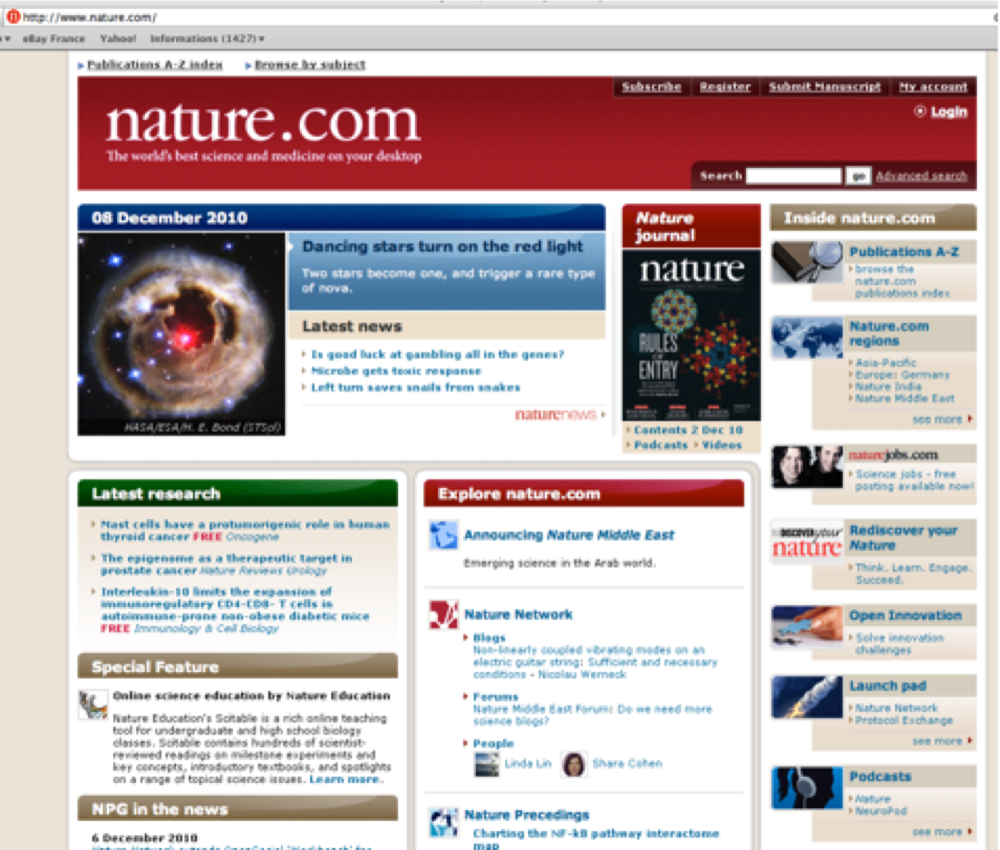 http://www.nature.com/
eBay France Yahoo! Informations (1427)
Publications A-Z index Browse by subject
Subscribe Register Submit Manuscript My account
Login
nature.com
The world's best science and medicine on your desktop
Search go Advanced search
08 December 2010
Dancing stars turn on the red light
Two stars become one, and trigger a rare type
of nova.
NASA/ESA/H. E. Bond (STScI)
Latest news
Is good luck at gambling all in the genes?
Microbe gets toxic response
Left turn saves snails from snakes
naturenews
Nature
journal
nature
RULES
OF
ENTRY
Contents 2 Dec 10
Podcasts Videos
Inside nature.com
Publications A-Z
browse the
nature.com
publications index
Nature.com
regions
Asia-Pacific
Europe: Germany
Nature India
Nature Middle East
see more
naturejobs.com
Science jobs - free
posting available now!
DISCOVER your
nature
Rediscover your
Nature
Think. Learn. Engage.
Succeed.
Open Innovation
Solve innovation
challenges
Launch pad
Nature Network
Protocol Exchange
see more
Podcasts
Nature
NeuroPod
see more
Latest research
Mast cells have a protumorigenic role in human
thyroid cancer FREE Oncogene
The epigenome as a therapeutic target in
prostate cancer Nature Reviews Urology
Interleukin-10 limits the expansion of
immunoregulatory CD4-CD8- T cells in
autoimmune-prone non-obese diabetic mice
FREE Immunology & Cell Biology
Special Feature
Online science education by Nature Education
Nature Education's Scitable is a rich online teaching
tool for undergraduate and high school biology
classes. Scitable contains hundreds of scientist-
reviewed readings on milestone experiments and
key concepts, introductory textbooks, and spotlights
on a range of topical science issues. Learn more.
NPG in the news
6 December 2010
Explore nature.com
Announcing Nature Middle East
Emerging science in the Arab world.
Nature Network
Blogs
Non-linearly coupled vibrating modes on an
electric guitar string: Sufficient and necessary
conditions - Nicolau Werneck
Forums
Nature Middle East Forum: Do we need more
science blogs?
People
Linda Lin Shara Cohen
Nature Precedings
Charting the NF-kB pathway interactome
map